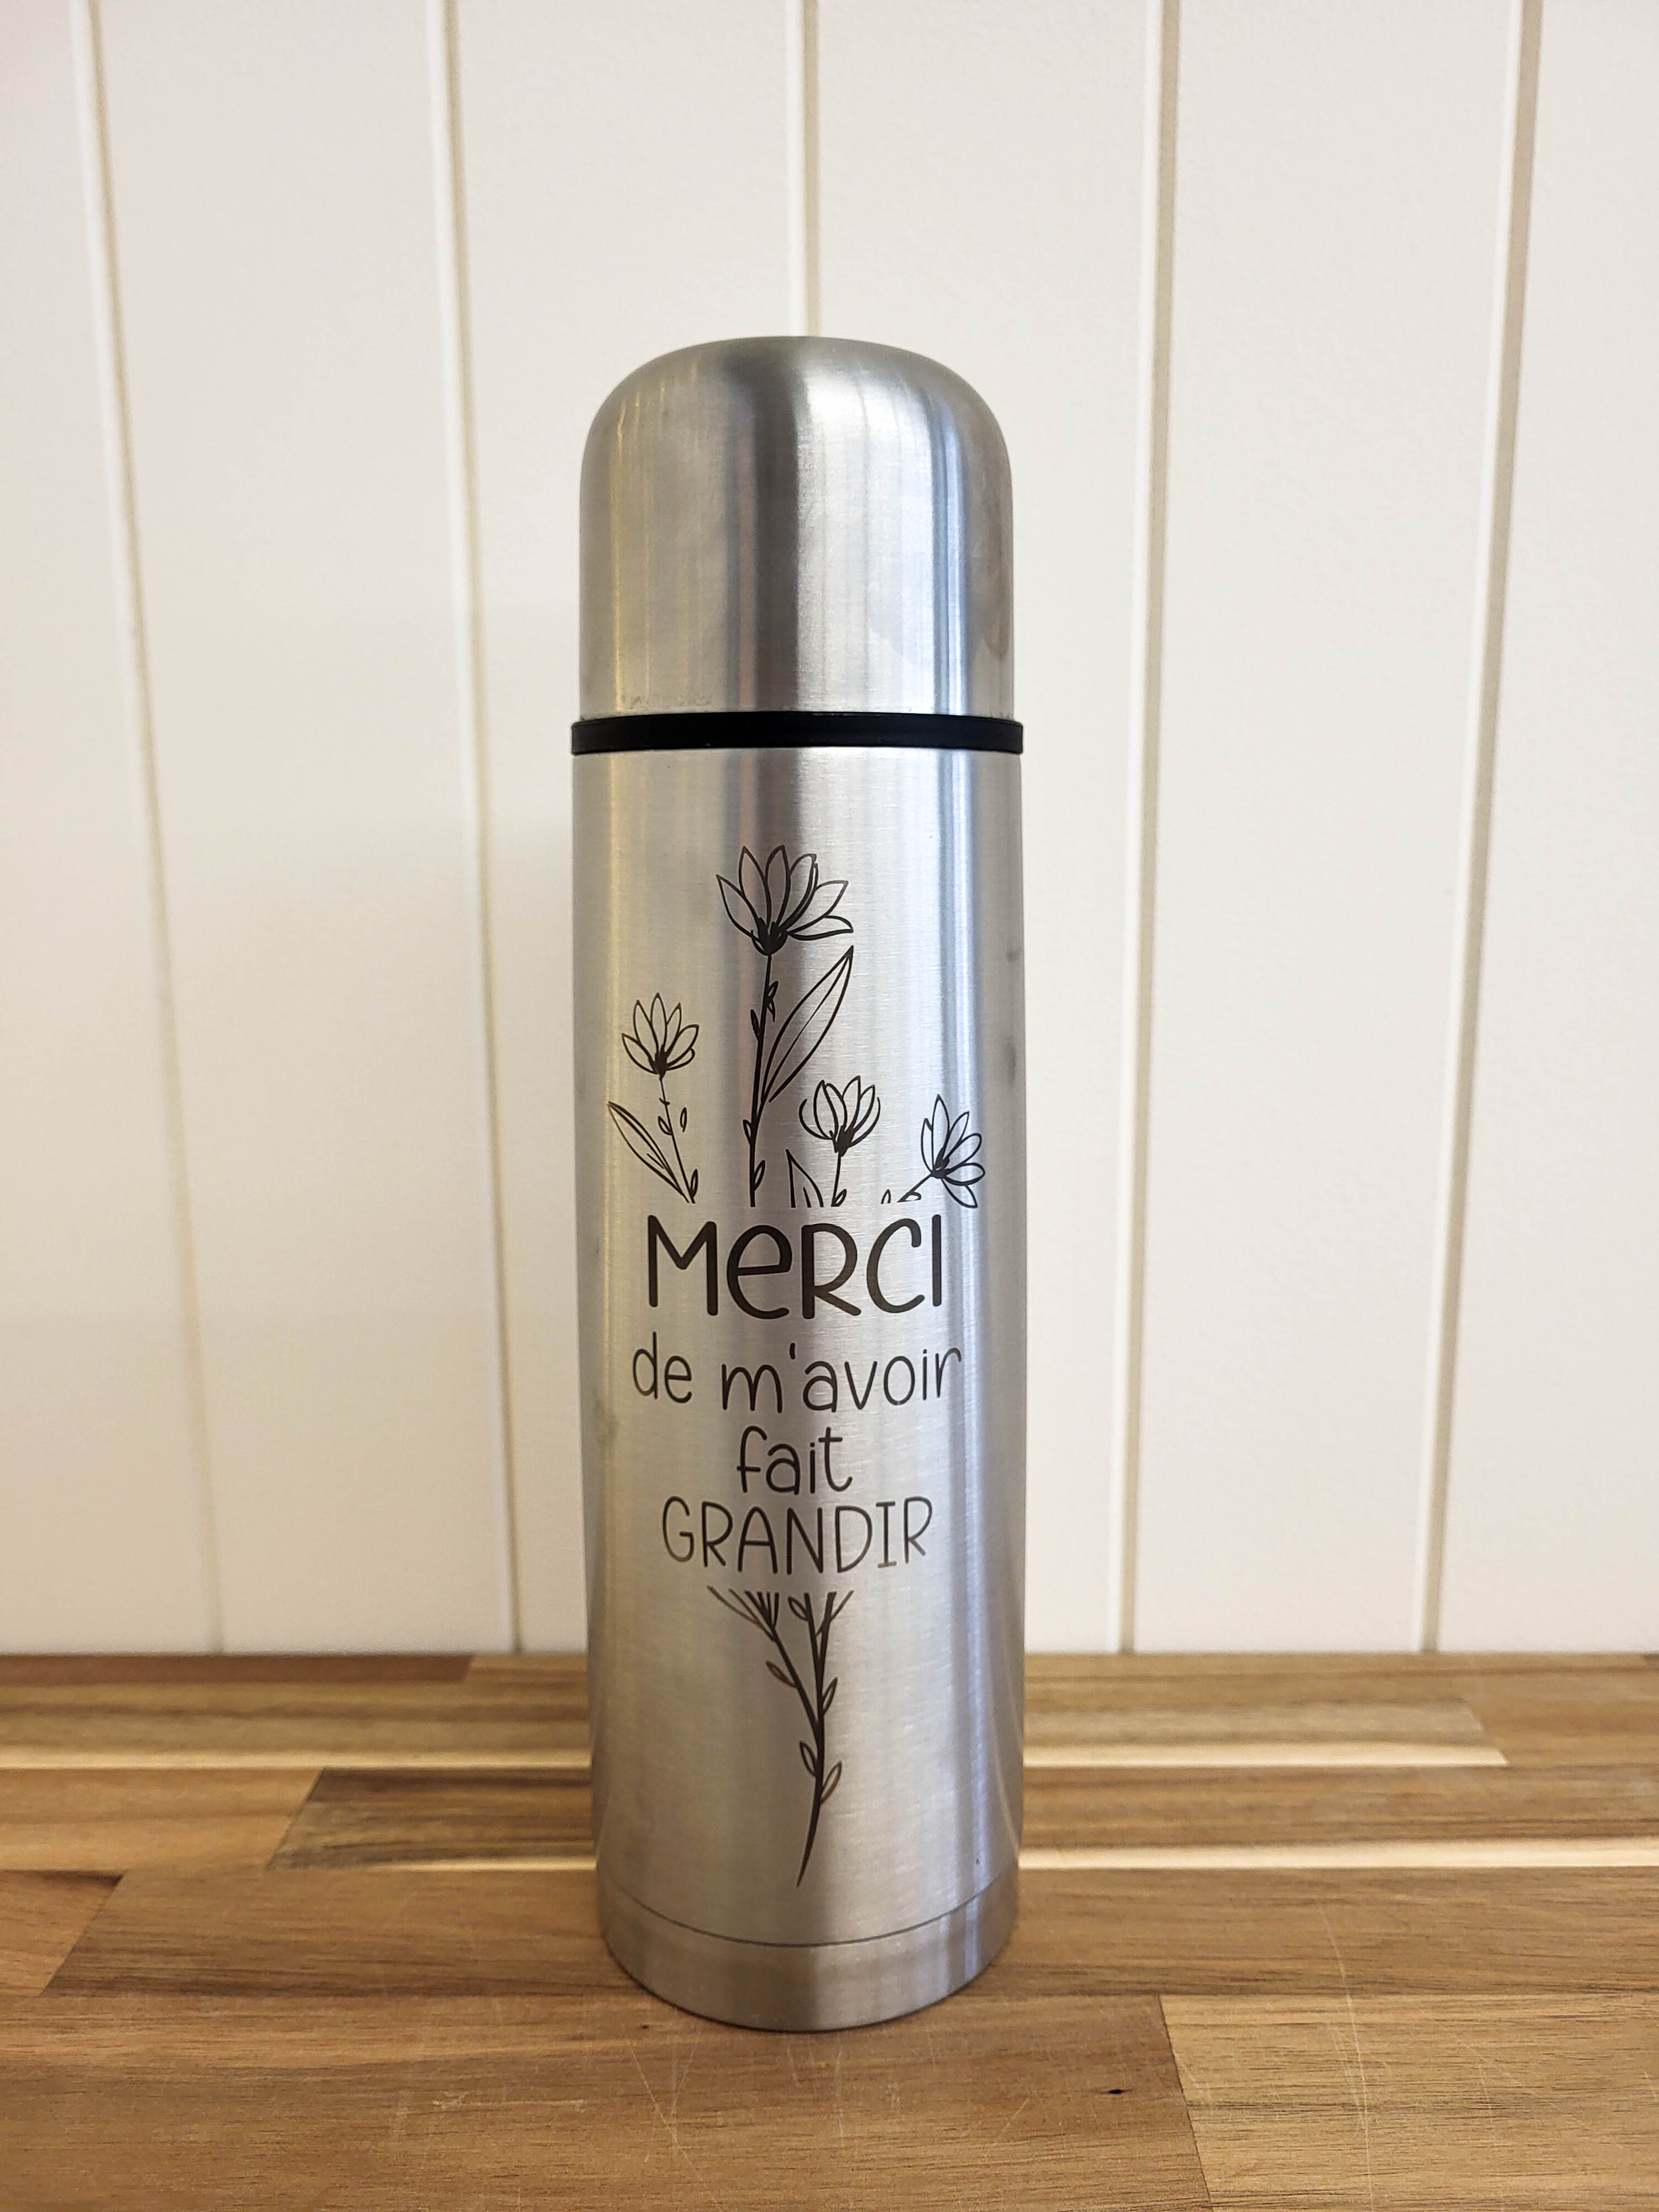 MeRCI
de m'avoir
fait
GRANDIR